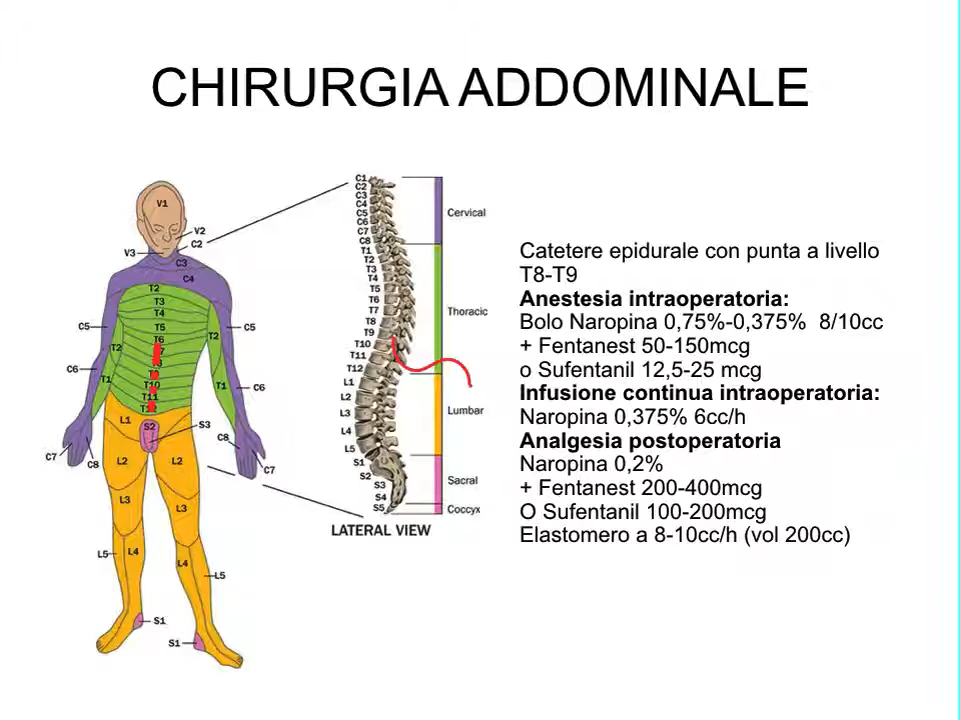 CHIRURGIA ADDOMINALE
V1
V2
C2
V3
C3
C4
T2
T3
T4
T5
T6
C5
C5
T2
T2
C6
T1
T10
T11
T1
C6
L1
S2
S3
C8
C7
C8
C7
L2
L2
L3
L3
L5
L4
L4
L5
S1
S1
C1
C2
C3
C4
C5
C6
C7
C8
T1
T2
T3
T4
T5
T6
T7
T8
T9
T10
T11
T12
L1
L2
L3
L4
L5
S1
S2
S3
S4
S5
Cervical
Thoracic
Lumbar
Sacral
Coccyx
LATERAL VIEW
Catetere epidurale con punta a livello
T8-T9
Anestesia intraoperatoria:
Bolo Naropina 0,75%-0,375%  8/10cc
+ Fentanest 50-150mcg
o Sufentanil 12,5-25 mcg
Infusione continua intraoperatoria:
Naropina 0,375% 6cc/h
Analgesia postoperatoria
Naropina 0,2%
+ Fentanest 200-400mcg
O Sufentanil 100-200mcg
Elastomero a 8-10cc/h (vol 200cc)